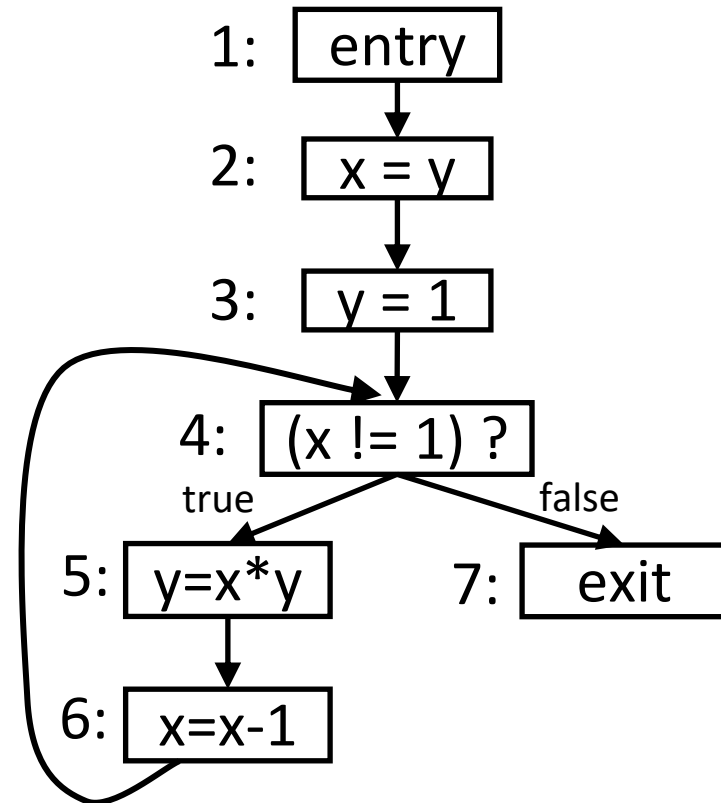 1: entry
2: x = y
3: y = 1
4: (x != 1) ?
true false
5: y=x*y 7: exit
6: x=x-1